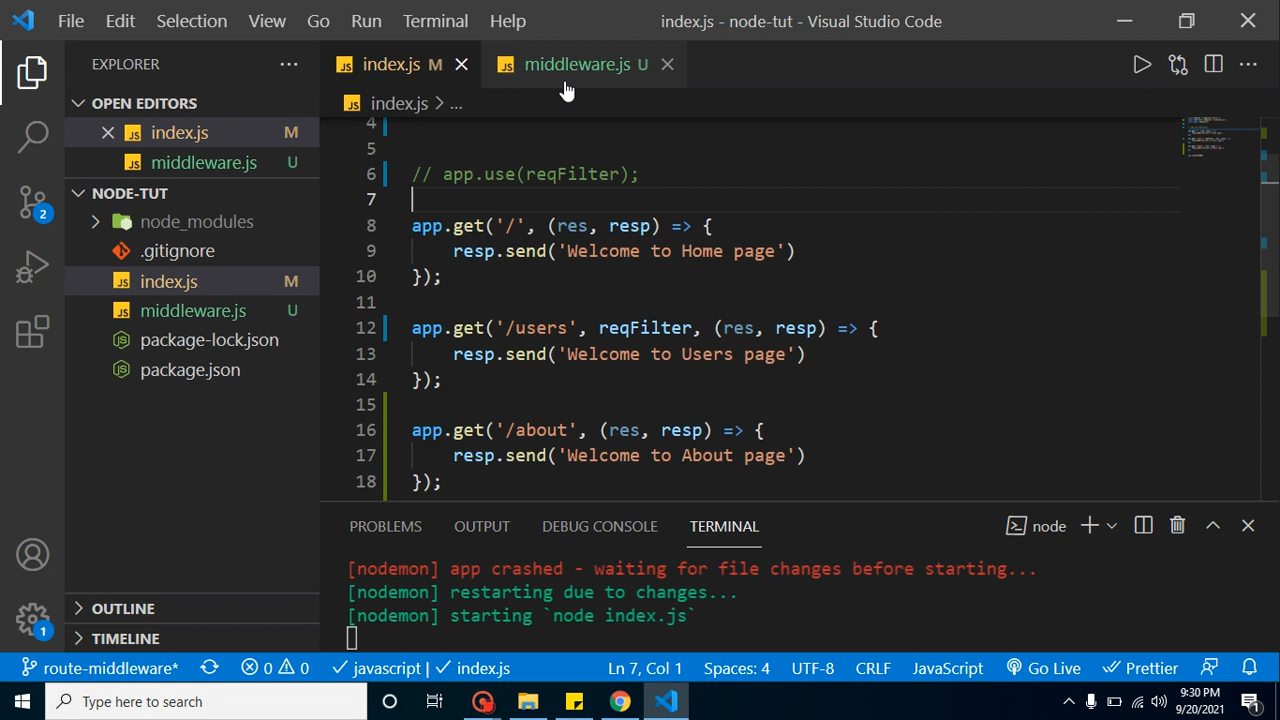 File Edit Selection View Go Run Terminal Help index.js - node-tut - Visual Studio Code
EXPLORER
OPEN EDITORS
index.js M
middleware.js U
NODE-TUT
node_modules
.gitignore
index.js M
middleware.js U
package-lock.json
package.json
OUTLINE
TIMELINE
2
1
index.js M
middleware.js U
index.js > ...
4
5
6 // app.use(reqFilter);
7
8 app.get('/', (res, resp) => {
9 resp.send('Welcome to Home page')
10 });
11
12 app.get('/users', reqFilter, (res, resp) => {
13 resp.send('Welcome to Users page')
14 });
15
16 app.get('/about', (res, resp) => {
17 resp.send('Welcome to About page')
18 });
PROBLEMS OUTPUT DEBUG CONSOLE TERMINAL node
[nodemon] app crashed - waiting for file changes before starting...
[nodemon] restarting due to changes...
[nodemon] starting `node index.js`
route-middleware* 0 0 javascript | index.js Ln 7, Col 1 Spaces: 4 UTF-8 CRLF JavaScript Go Live Prettier
Type here to search
9:30 PM
9/20/2021
1